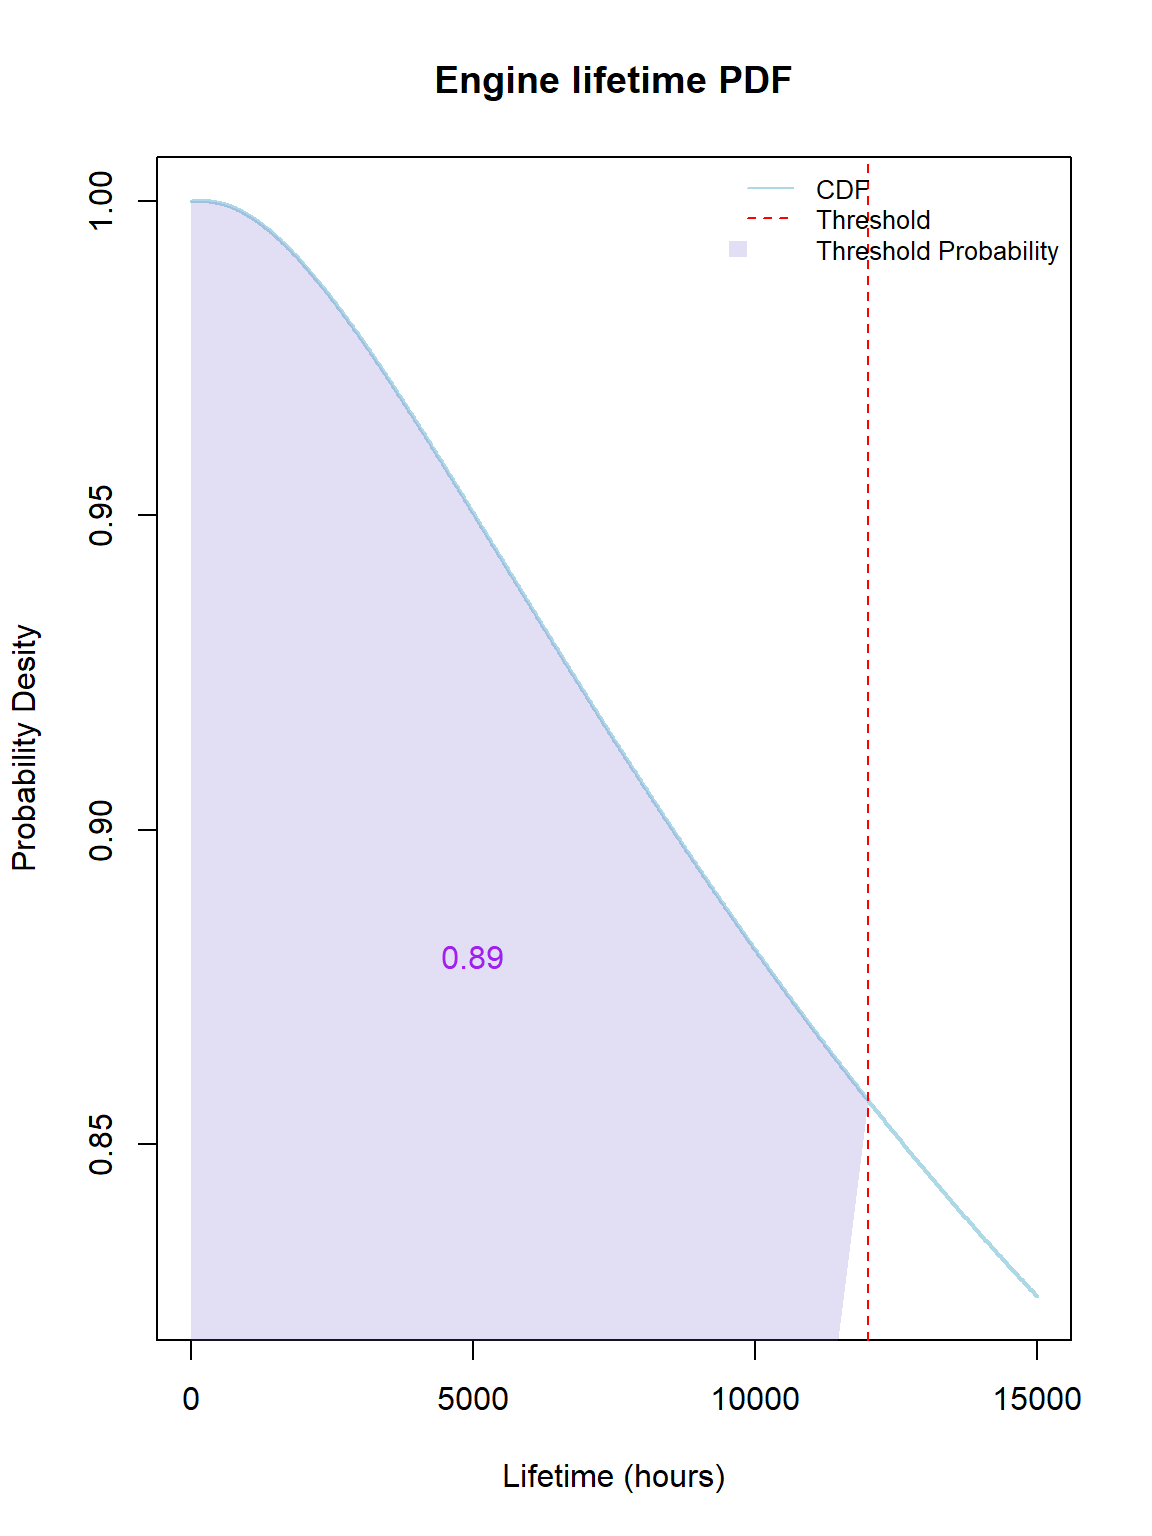 Engine lifetime PDF
CDF
Threshold
Threshold Probability
1.00
0.95
0.90
0.85
Probability Desity
0.89
0
5000
10000
15000
Lifetime (hours)